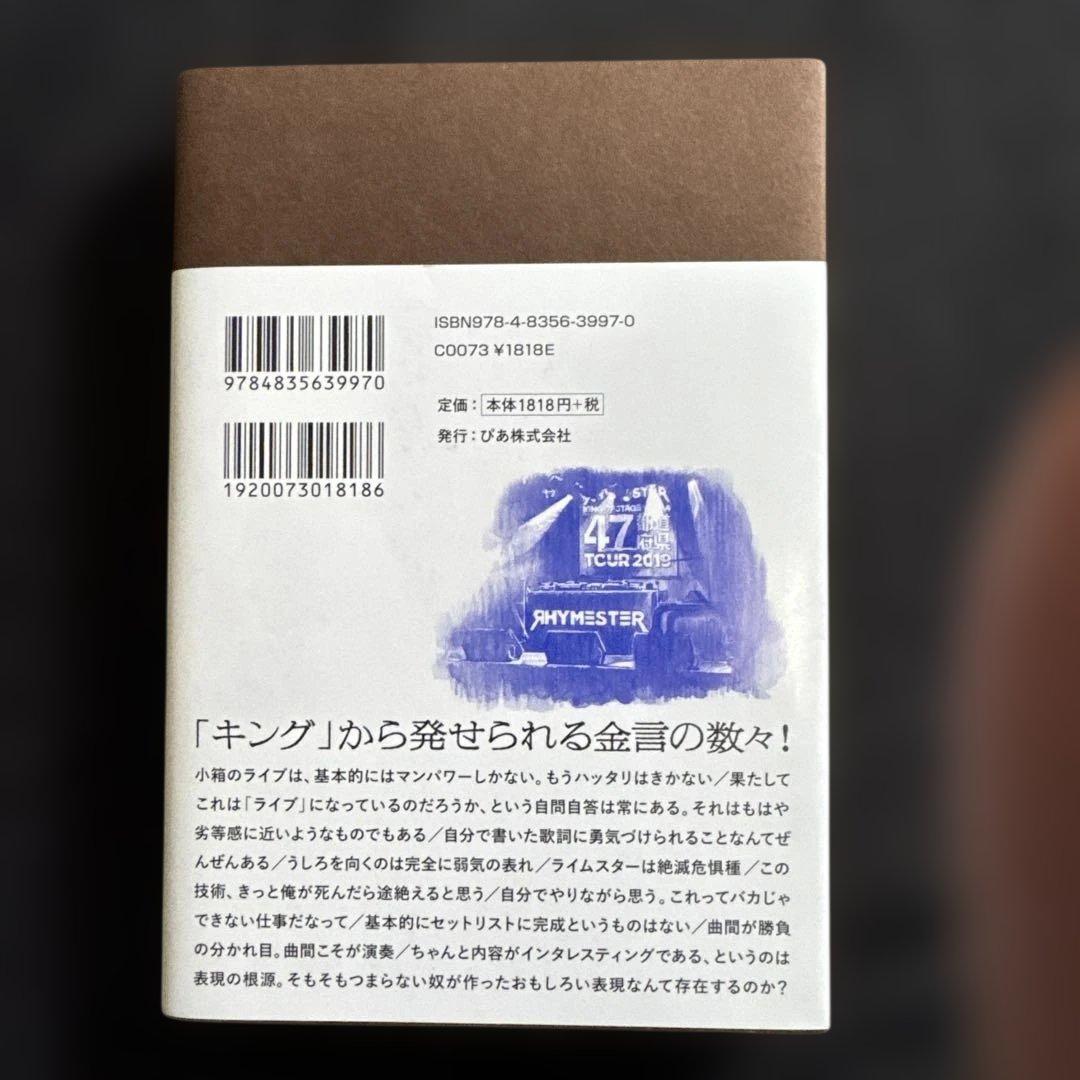 9784835639970
1920073018186
ISBN978-4-8356-3997-0
C0073 ¥1818E
定価：本体1818円+税
発行：ぴあ株式会社
47都道
府県
TOUR 2019
RHYMESTER
「キング」から発せられる金言の数々！
小箱のライブは、基本的にはマンパワーしかない。もうハッタリはきかない／果たして
これは「ライブ」になっているのだろうか、という自問自答は常にある。それはもはや
劣等感に近いようなものでもある／自分で書いた歌詞に勇気づけられることなんてぜ
んぜんある／うしろを向くのは完全に弱気の表れ／ライムスターは絶滅危惧種／この
技術、きっと俺が死んだら途絶えると思う／自分でやりながら思う。これってバカじゃ
できない仕事だなって／基本的にセットリストに完成というものはない／曲間が勝負
の分かれ目。曲間こそが演奏／ちゃんと内容がインタレスティングである、というのは
表現の根源。そもそもつまらない奴が作ったおもしろい表現なんて存在するのか？